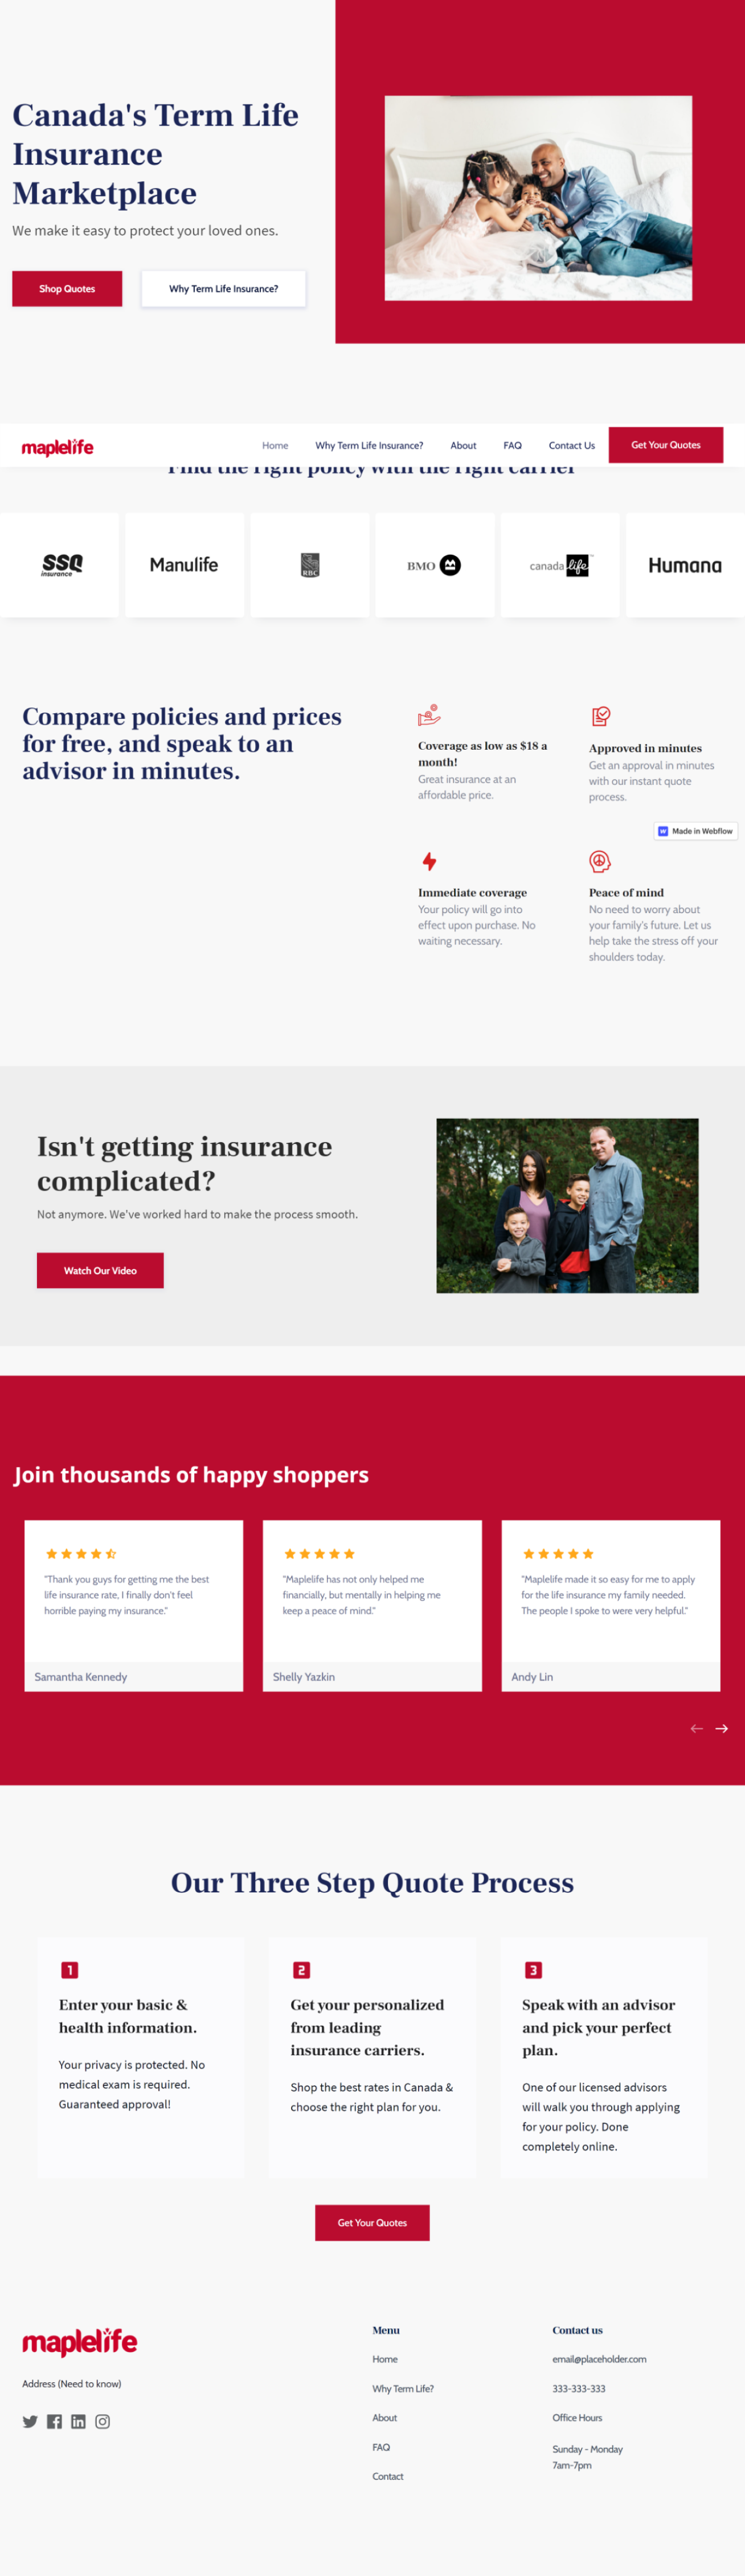 Canada's Term Life
Insurance
Marketplace
We make it easy to protect your loved ones.
Shop Quotes
Why Term Life Insurance?
maplelife
Home
Why Term Life Insurance?
About
FAQ
Contact Us
Get Your Quotes
Find the right policy with the right carrier
SSQ
insurance
Manulife
RBC
BMO
canada life
Humana
Compare policies and prices
for free, and speak to an
advisor in minutes.
Coverage as low as $18 a
month!
Great insurance at an
affordable price.
Approved in minutes
Get an approval in minutes
with our instant quote
process.
Made in Webflow
Immediate coverage
Your policy will go into
effect upon purchase. No
waiting necessary.
Peace of mind
No need to worry about
your family's future. Let us
help take the stress off your
shoulders today.
Isn't getting insurance
complicated?
Not anymore. We've worked hard to make the process smooth.
Watch Our Video
Join thousands of happy shoppers
"Thank you guys for getting me the best
life insurance rate, I finally don't feel
horrible paying my insurance."
Samantha Kennedy
"Maplelife has not only helped me
financially, but mentally in helping me
keep a peace of mind."
Shelly Yazkin
"Maplelife made it so easy for me to apply
for the life insurance my family needed.
The people I spoke to were very helpful."
Andy Lin
Our Three Step Quote Process
1
Enter your basic &
health information.
Your privacy is protected. No
medical exam is required.
Guaranteed approval!
2
Get your personalized
from leading
insurance carriers.
Shop the best rates in Canada &
choose the right plan for you.
3
Speak with an advisor
and pick your perfect
plan.
One of our licensed advisors
will walk you through applying
for your policy. Done
completely online.
Get Your Quotes
maplelife
Address (Need to know)
Menu
Home
Why Term Life?
About
FAQ
Contact
Contact us
email@placeholder.com
333-333-333
Office Hours
Sunday - Monday
7am-7pm